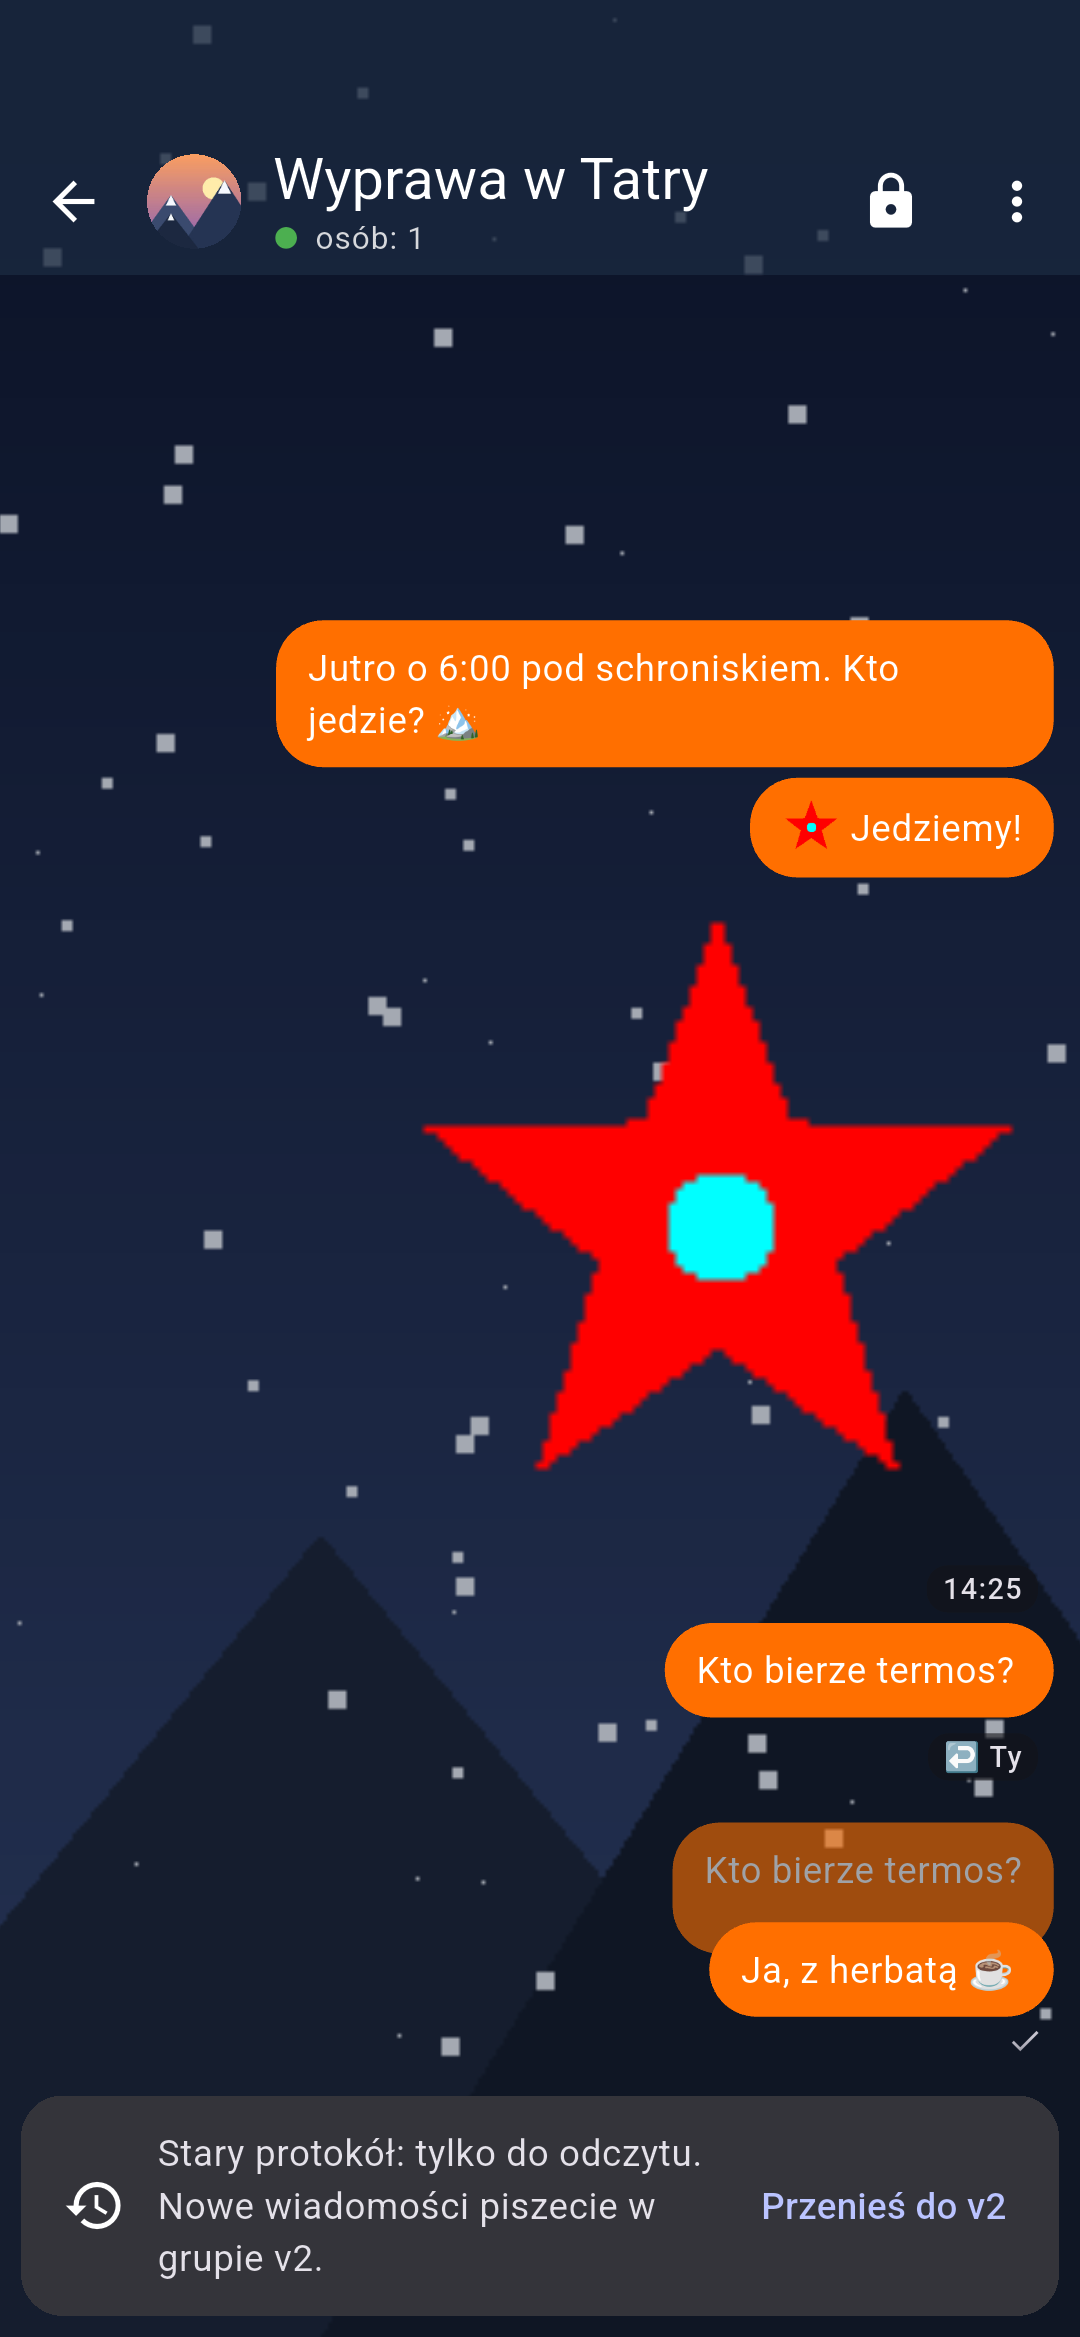 Wyprawa w Tatry
osób: 1
Jutro o 6:00 pod schroniskiem. Kto
jedzie? 🏔️
Jedziemy!
14:25
Kto bierze termos?
↩️ Ty
Kto bierze termos?
Ja, z herbatą ☕
Stary protokół: tylko do odczytu.
Nowe wiadomości piszecie w
grupie v2.
Przenieś do v2